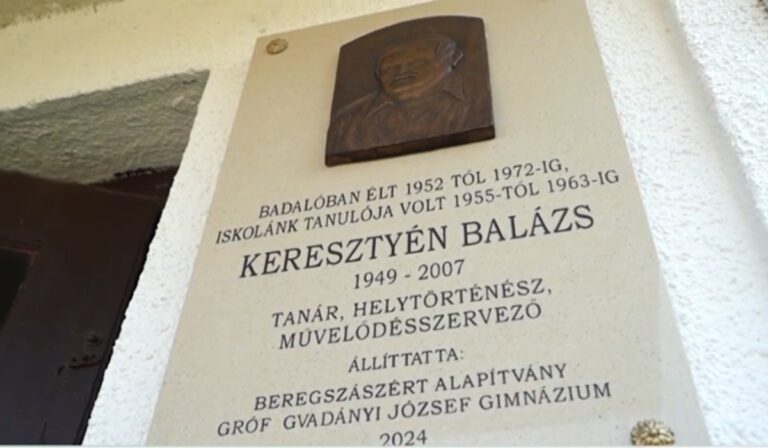 BADALÓBAN ÉLT 1952 TŐL 1972-IG,
ISKOLÁNK TANULÓJA VOLT 1955-TŐL 1963-IG
KERESZTYÉN BALÁZS
1949 - 2007
TANÁR, HELYTÖRTÉNÉSZ,
MŰVELŐDÉSSZERVEZŐ
ÁLLÍTTATTA:
BEREGSZÁSZÉRT ALAPÍTVÁNY
GRÓF GVADÁNYI JÓZSEF GIMNÁZIUM
2024